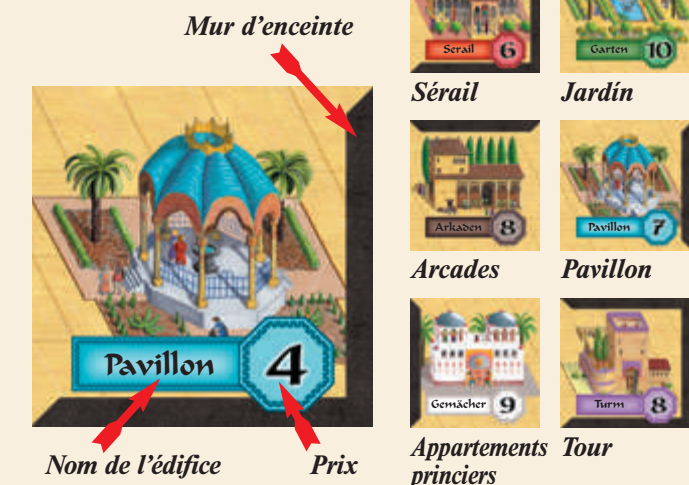 Mur d'enceinte
Pavillon 4
Nom de l'édifice
Prix
Serail 6
Sérail
Garten 10
Jardín
Arkaden 8
Arcades
Pavillon 7
Pavillon
Gemächer 9
Appartements
princiers
Turm 8
Tour